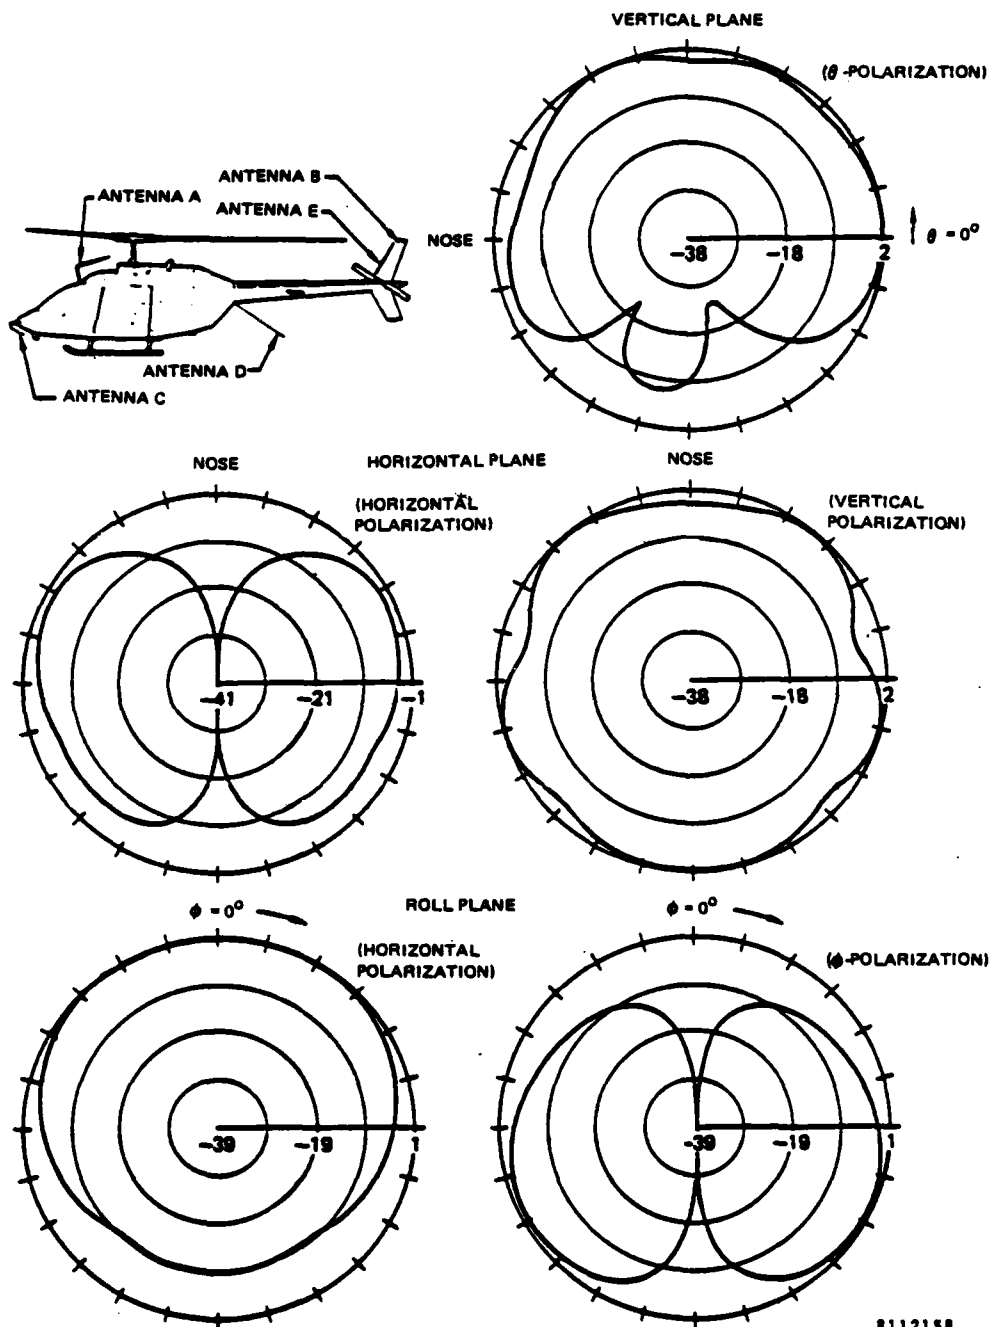 VERTICAL PLANE
(θ-POLARIZATION)
ANTENNA B
ANTENNA A
ANTENNA E
NOSE
θ = 0°
-38
-18
2
ANTENNA D
ANTENNA C
NOSE
HORIZONTAL PLANE
NOSE
(HORIZONTAL
POLARIZATION)
(VERTICAL
POLARIZATION)
-41
-21
-1
-38
-18
2
ϕ = 0°
ROLL PLANE
ϕ = 0°
(HORIZONTAL
POLARIZATION)
(ϕ-POLARIZATION)
-39
-19
1
-39
-19
1